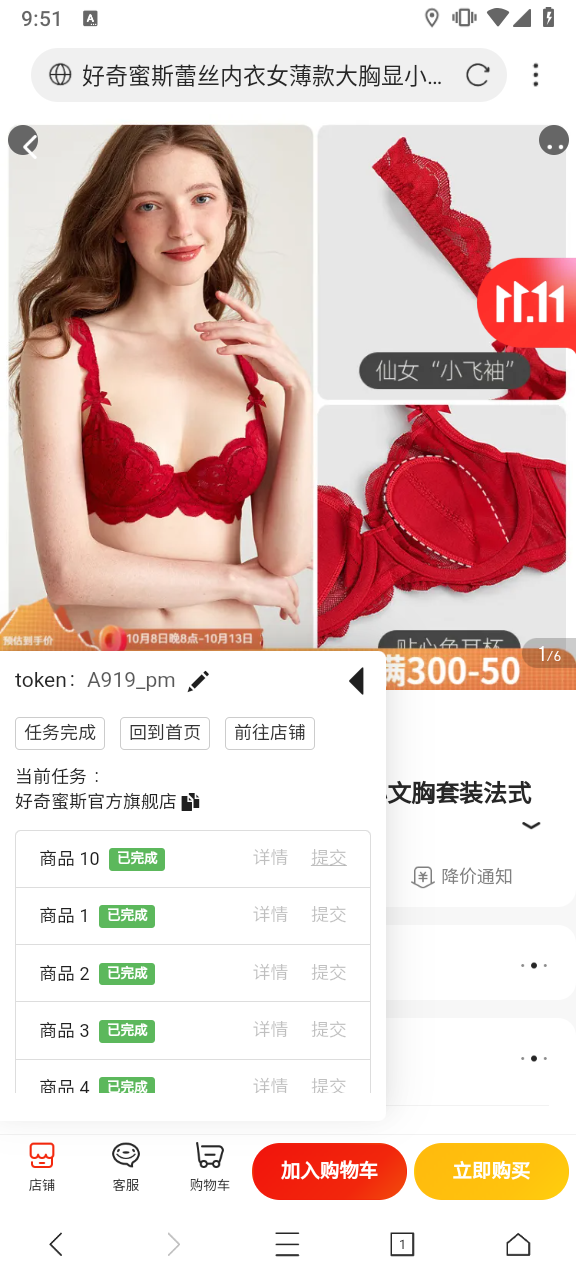 9:51
A
好奇蜜斯蕾丝内衣女薄款大胸显小...
11.11
仙女“小飞袖”
贴心兔耳杯
预估到手价
10月8日晚8点-10月13日
满300-50
1/6
token: A919_pm
任务完成
回到首页
前往店铺
当前任务：
好奇蜜斯官方旗舰店
文胸套装法式
降价通知
商品 10 已完成 详情 提交
商品 1 已完成 详情 提交
商品 2 已完成 详情 提交
商品 3 已完成 详情 提交
商品 4 已完成 详情 提交
店铺
客服
购物车
加入购物车
立即购买
1